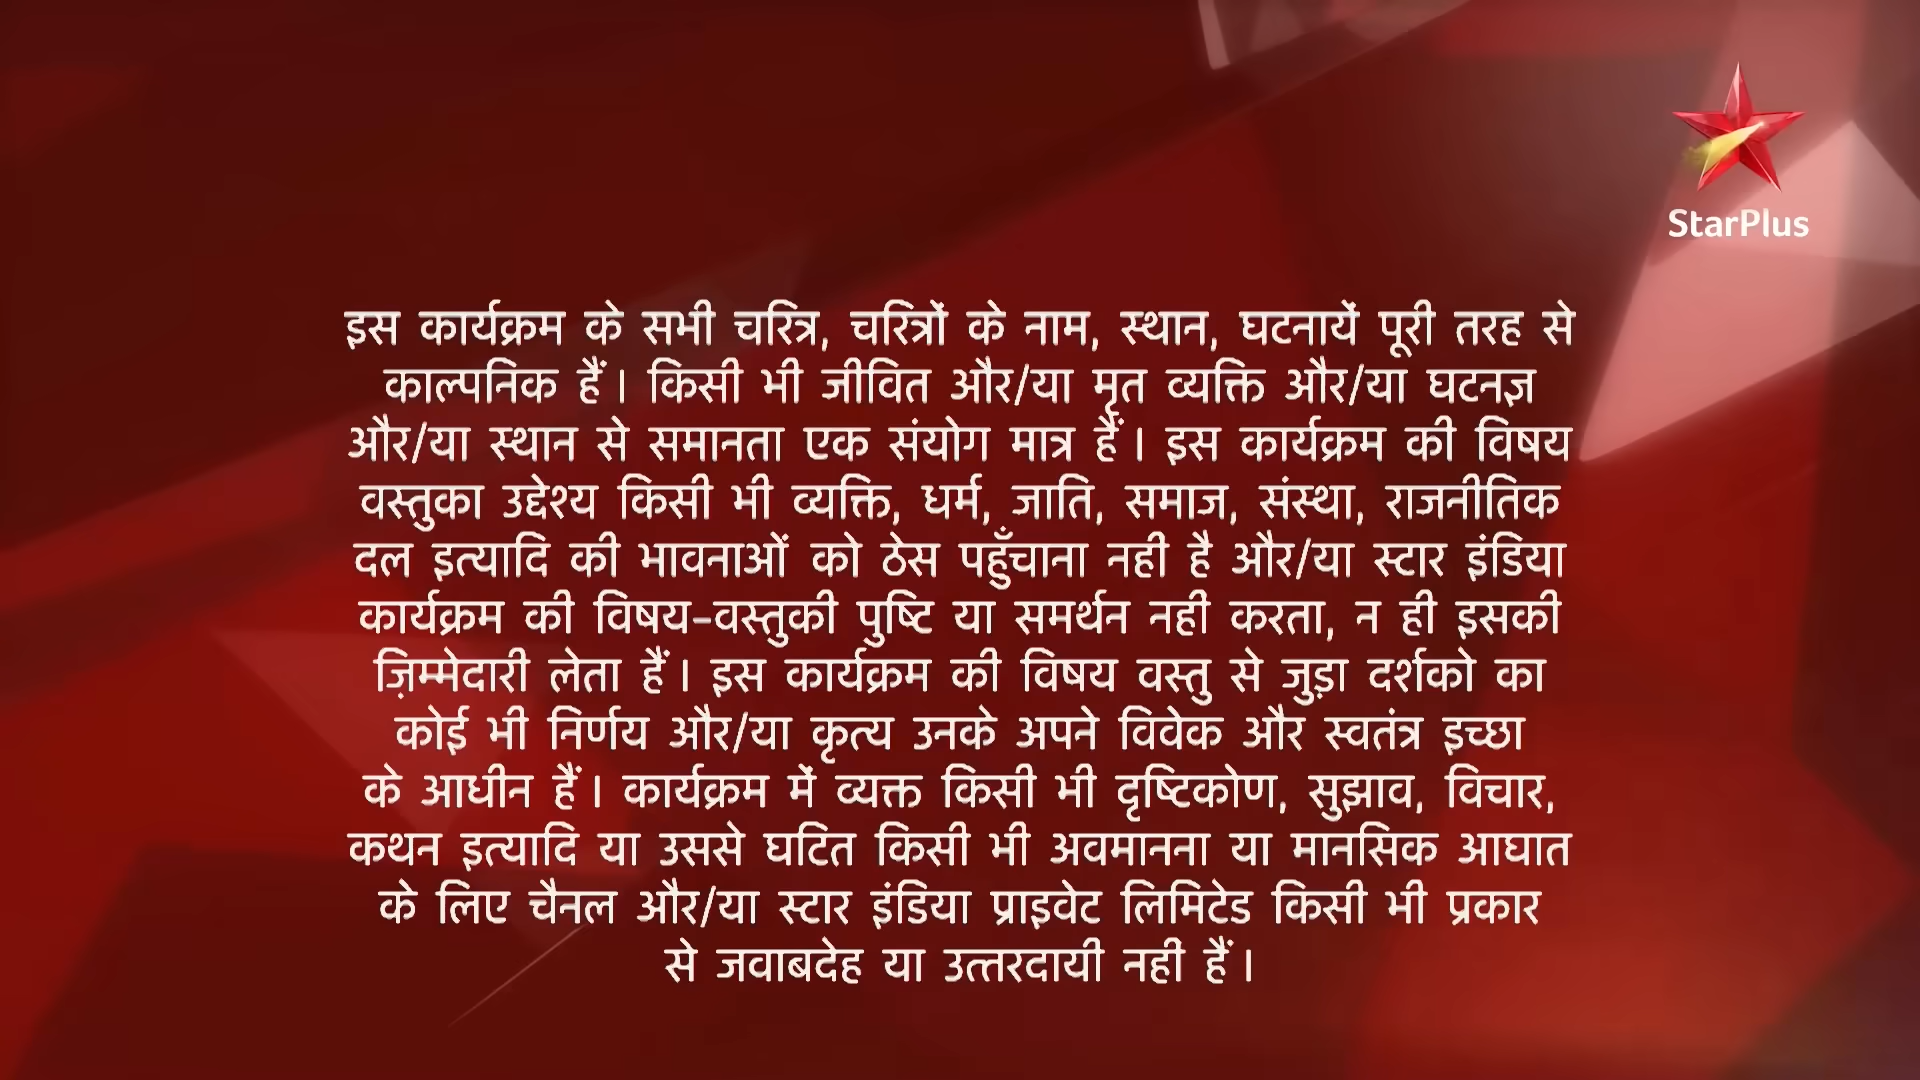 StarPlus
इस कार्यक्रम के सभी चरित्र, चरित्रों के नाम, स्थान, घटनायें पूरी तरह से
काल्पनिक हैं। किसी भी जीवित और/या मृत व्यक्ति और/या घटनज्ञ
और/या स्थान से समानता एक संयोग मात्र हैं। इस कार्यक्रम की विषय
वस्तुका उद्देश्य किसी भी व्यक्ति, धर्म, जाति, समाज, संस्था, राजनीतिक
दल इत्यादि की भावनाओं को ठेस पहुँचाना नही है और/या स्टार इंडिया
कार्यक्रम की विषय-वस्तुकी पुष्टि या समर्थन नही करता, न ही इसकी
ज़िम्मेदारी लेता हैं। इस कार्यक्रम की विषय वस्तु से जुड़ा दर्शको का
कोई भी निर्णय और/या कृत्य उनके अपने विवेक और स्वतंत्र इच्छा
के आधीन हैं। कार्यक्रम में व्यक्त किसी भी दृष्टिकोण, सुझाव, विचार,
कथन इत्यादि या उससे घटित किसी भी अवमानना या मानसिक आघात
के लिए चैनल और/या स्टार इंडिया प्राइवेट लिमिटेड किसी भी प्रकार
से जवाबदेह या उत्तरदायी नही हैं।